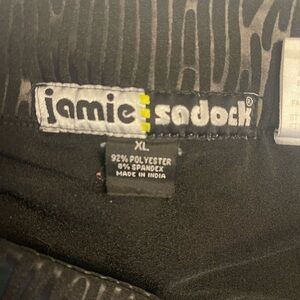 jamie sadock®
XL
92% POLYESTER
8% SPANDEX
MADE IN INDIA